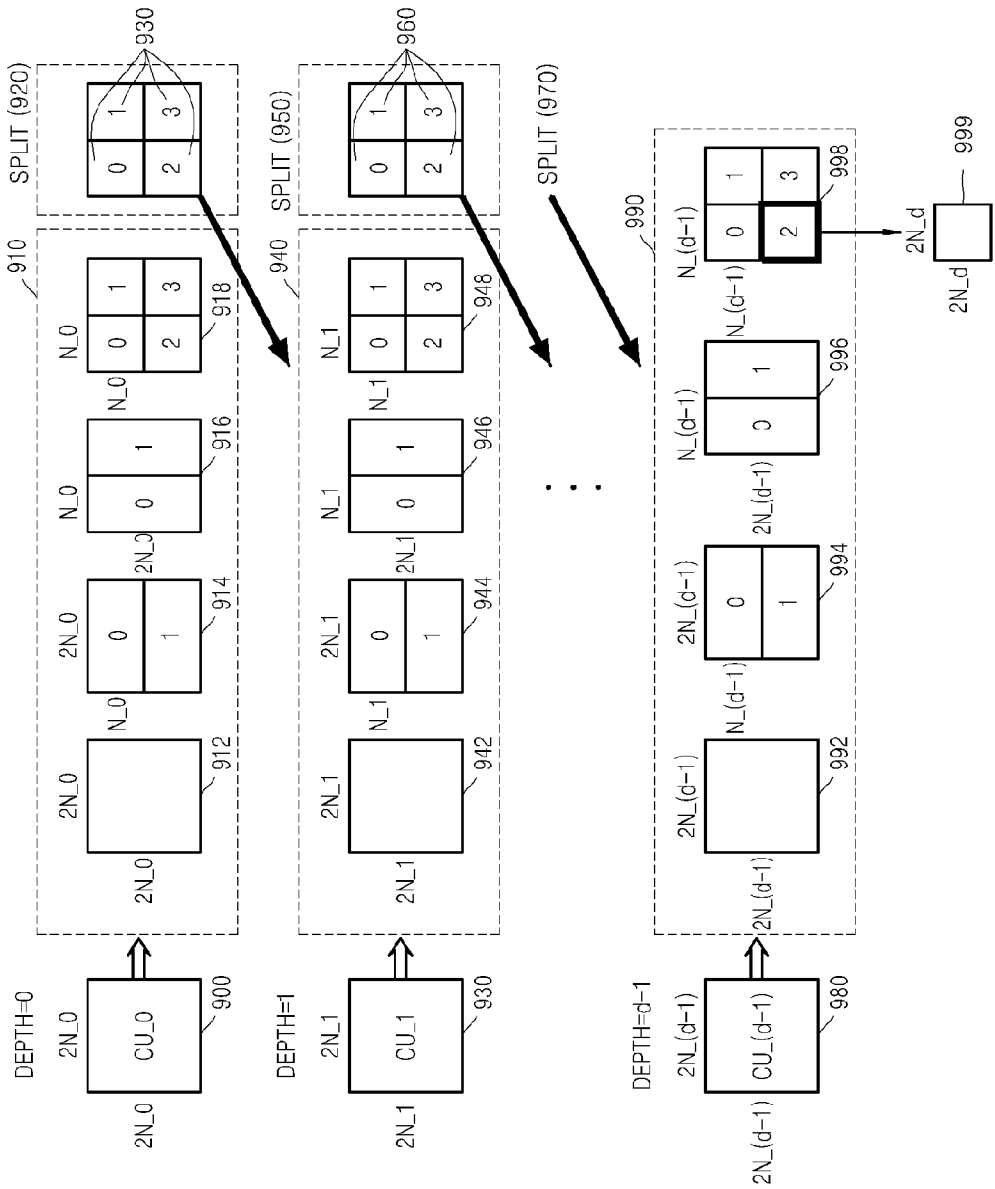 DEPTH=0
2N_0
2N_0
CU_0
900
910
2N_0
2N_0
912
2N_0
N_0
0
1
914
N_0
2N_0
0
1
916
N_0
N_0
0
1
2
3
918
SPLIT (920)
0
1
2
3
930
DEPTH=1
2N_1
2N_1
CU_1
930
940
2N_1
2N_1
942
2N_1
N_1
0
1
944
N_1
2N_1
0
1
946
N_1
N_1
0
1
2
3
948
SPLIT (950)
0
1
2
3
960
. . .
SPLIT (970)
DEPTH=d-1
2N_(d-1)
2N_(d-1)
CU_(d-1)
980
990
2N_(d-1)
2N_(d-1)
992
2N_(d-1)
N_(d-1)
0
1
994
N_(d-1)
2N_(d-1)
0
1
996
N_(d-1)
N_(d-1)
0
1
2
3
998
2N_d
2N_d
999